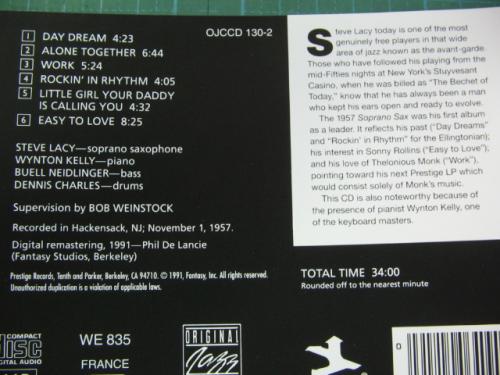 1 DAY DREAM 4:23
2 ALONE TOGETHER 6:44
3 WORK 5:24
4 ROCKIN' IN RHYTHM 4:05
5 LITTLE GIRL YOUR DADDY
IS CALLING YOU 4:32
6 EASY TO LOVE 8:25
OJCCD 130-2
STEVE LACY—soprano saxophone
WYNTON KELLY—piano
BUELL NEIDLINGER—bass
DENNIS CHARLES—drums
Supervision by BOB WEINSTOCK
Recorded in Hackensack, NJ; November 1, 1957.
Digital remastering, 1991—Phil De Lancie
(Fantasy Studios, Berkeley)
Prestige Records, Tenth and Parker, Berkeley, CA 94710. © 1991, Fantasy, Inc. All rights reserved.
Unauthorized duplication is a violation of applicable laws.
Steve Lacy today is one of the most
genuinely free players in that wide
area of jazz known as the avant-garde.
Those who have followed his playing from the
mid-Fifties nights at New York's Stuyvesant
Casino, when he was billed as "The Bechet of
Today," know that he has always been a man
who kept his ears open and ready to evolve.
The 1957 Soprano Sax was his first album
as a leader. It reflects his past ("Day Dreams"
and "Rockin' in Rhythm" for the Ellingtonian);
his interest in Sonny Rollins ("Easy to Love"),
and his love of Thelonious Monk ("Work"),
pointing toward his next Prestige LP which
would consist solely of Monk's music.
This CD is also noteworthy because of
the presence of pianist Wynton Kelly, one of
the keyboard masters.
TOTAL TIME 34:00
Rounded off to the nearest minute
COMPACT
DISC
DIGITAL AUDIO
WE 835
FRANCE
ORIGINAL
Jazz
0